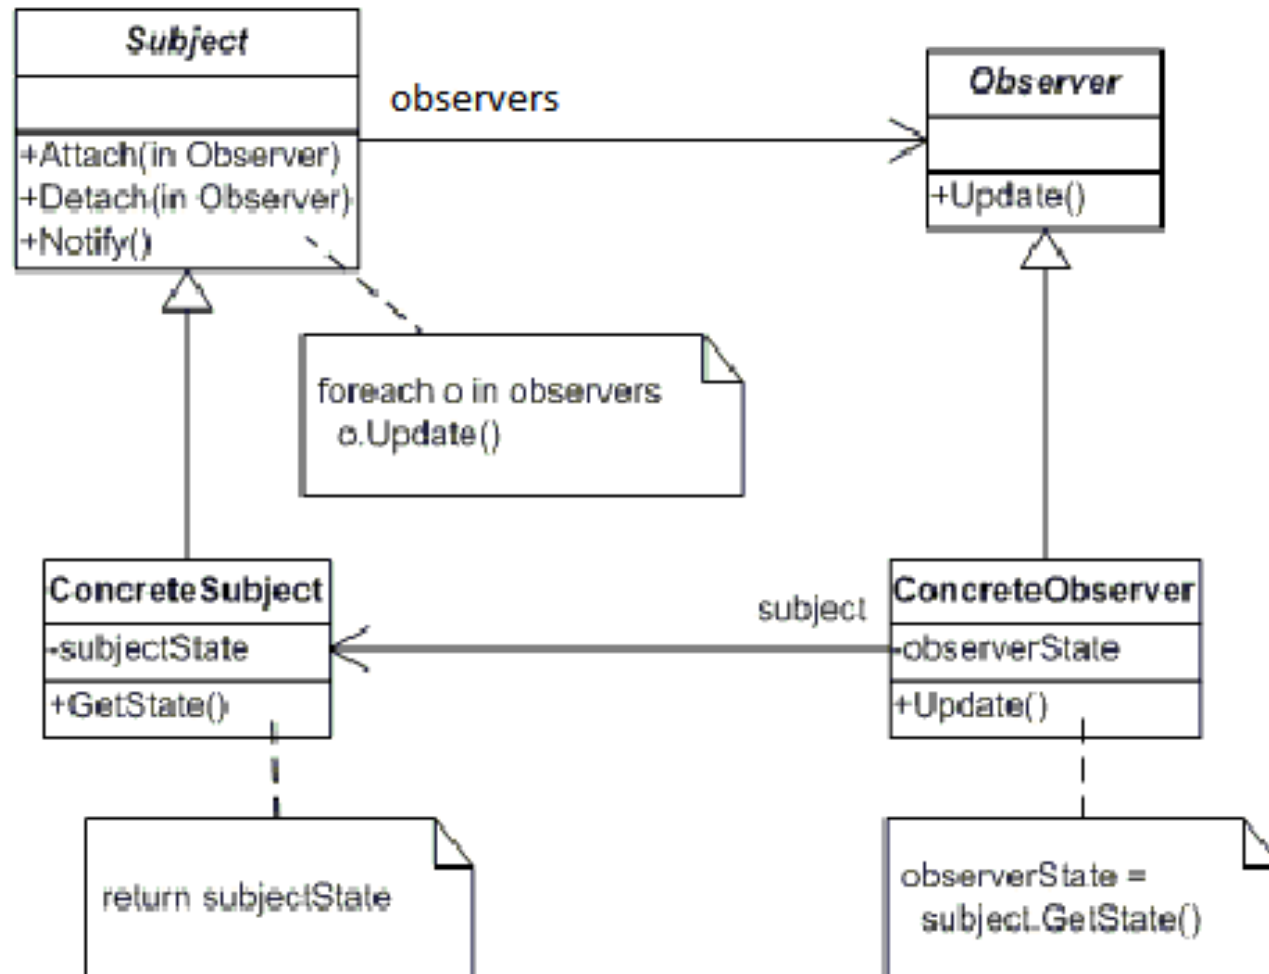 Subject
+Attach(in Observer)
+Detach(in Observer)
+Notify()
observers
Observer
+Update()
foreach o in observers
o.Update()
ConcreteSubject
-subjectState
+GetState()
subject
ConcreteObserver
-observerState
+Update()
return subjectState
observerState =
subject.GetState()